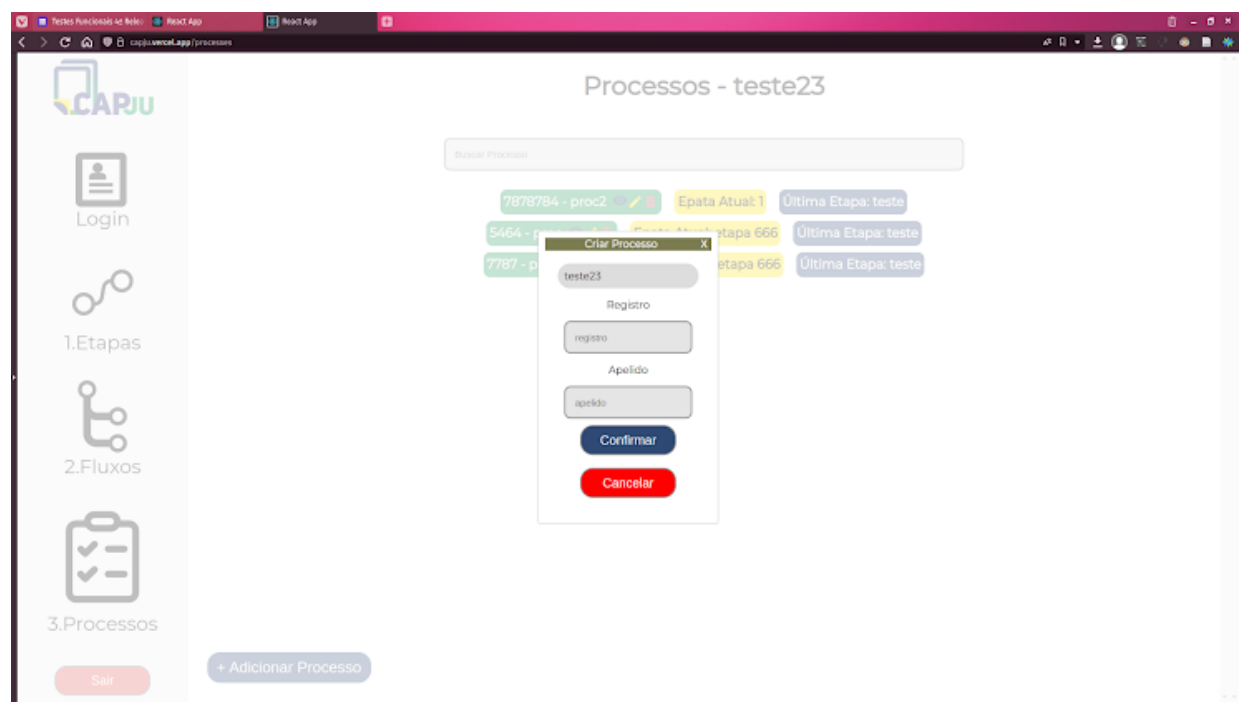 Testes Funcionais
React App
React App
capju.vercel.app/processes
CAPJU
Login
1.Etapas
2.Fluxos
3.Processos
Sair
Processos - teste23
Buscar Processo
7878784 - proc2 Epata Atual: 1 Última Etapa: teste
5464 - etapa 666 Última Etapa: teste
7787 - etapa 666 Última Etapa: teste
Criar Processo X
teste23
Registro
registro
Apelido
apelido
Confirmar
Cancelar
+ Adicionar Processo